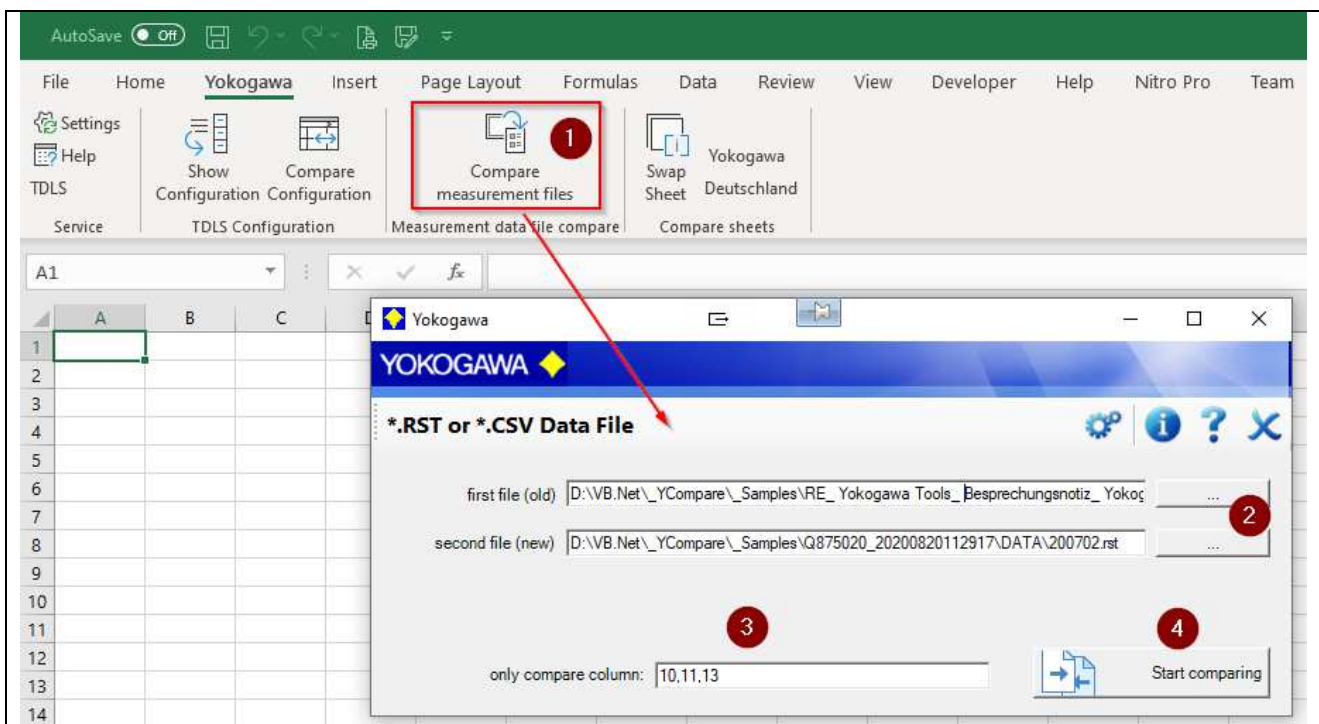 AutoSave Off
File Home Yokogawa Insert Page Layout Formulas Data Review View Developer Help Nitro Pro Team
Settings
Help
TDLS
Service
Show
Configuration
Compare
Configuration
TDLS Configuration
1
Compare
measurement files
Measurement data file compare
Swap
Sheet
Yokogawa
Deutschland
Compare sheets
A1 fx
A B C
1
2
3
4
5
6
7
8
9
10
11
12
13
14
Yokogawa
YOKOGAWA
*.RST or *.CSV Data File
first file (old) D:\VB.Net\_YCompare\_Samples\RE_ Yokogawa Tools_ Besprechungsnotiz_ Yokog ...
2
second file (new) D:\VB.Net\_YCompare\_Samples\Q875020_20200820112917\DATA\200702.rst ...
3
4
only compare column: 10,11,13
Start comparing